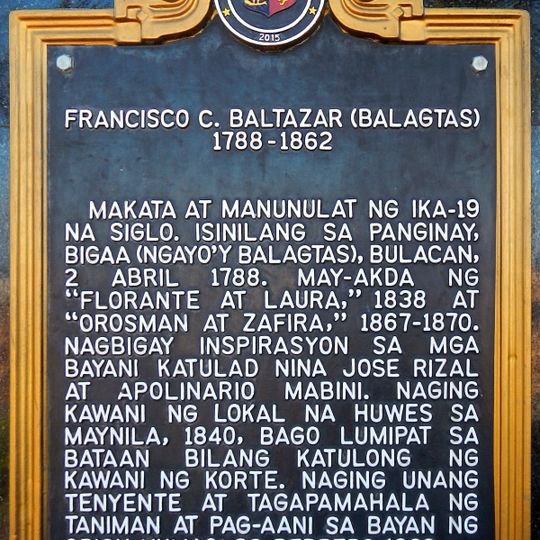 2015
FRANCISCO C. BALTAZAR (BALAGTAS)
1788-1862
MAKATA AT MANUNULAT NG IKA-19
NA SIGLO. ISINILANG SA PANGINAY,
BIGAA (NGAYO'Y BALAGTAS), BULACAN,
2 ABRIL 1788. MAY-AKDA NG
"FLORANTE AT LAURA," 1838 AT
"OROSMAN AT ZAFIRA," 1867-1870.
NAGBIGAY INSPIRASYON SA MGA
BAYANI KATULAD NINA JOSE RIZAL
AT APOLINARIO MABINI. NAGING
KAWANI NG LOKAL NA HUWES SA
MAYNILA, 1840, BAGO LUMIPAT SA
BATAAN BILANG KATULONG NG
KAWANI NG KORTE. NAGING UNANG
TENYENTE AT TAGAPAMAHALA NG
TANIMAN AT PAG-AANI SA BAYAN NG